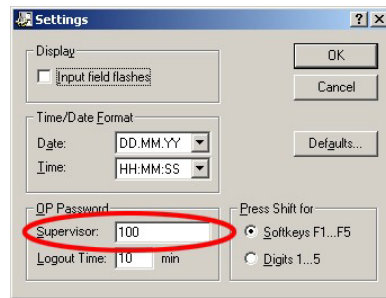 Settings
Display
Input field flashes
OK
Cancel
Time/Date Format
Date: DD.MM.YY
Time: HH:MM:SS
Defaults...
OP Password
Supervisor: 100
Logout Time: 10 min
Press Shift for
Softkeys F1...F5
Digits 1...5